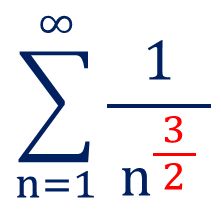 ∞
∑ 1
n=1 n^(3/2)